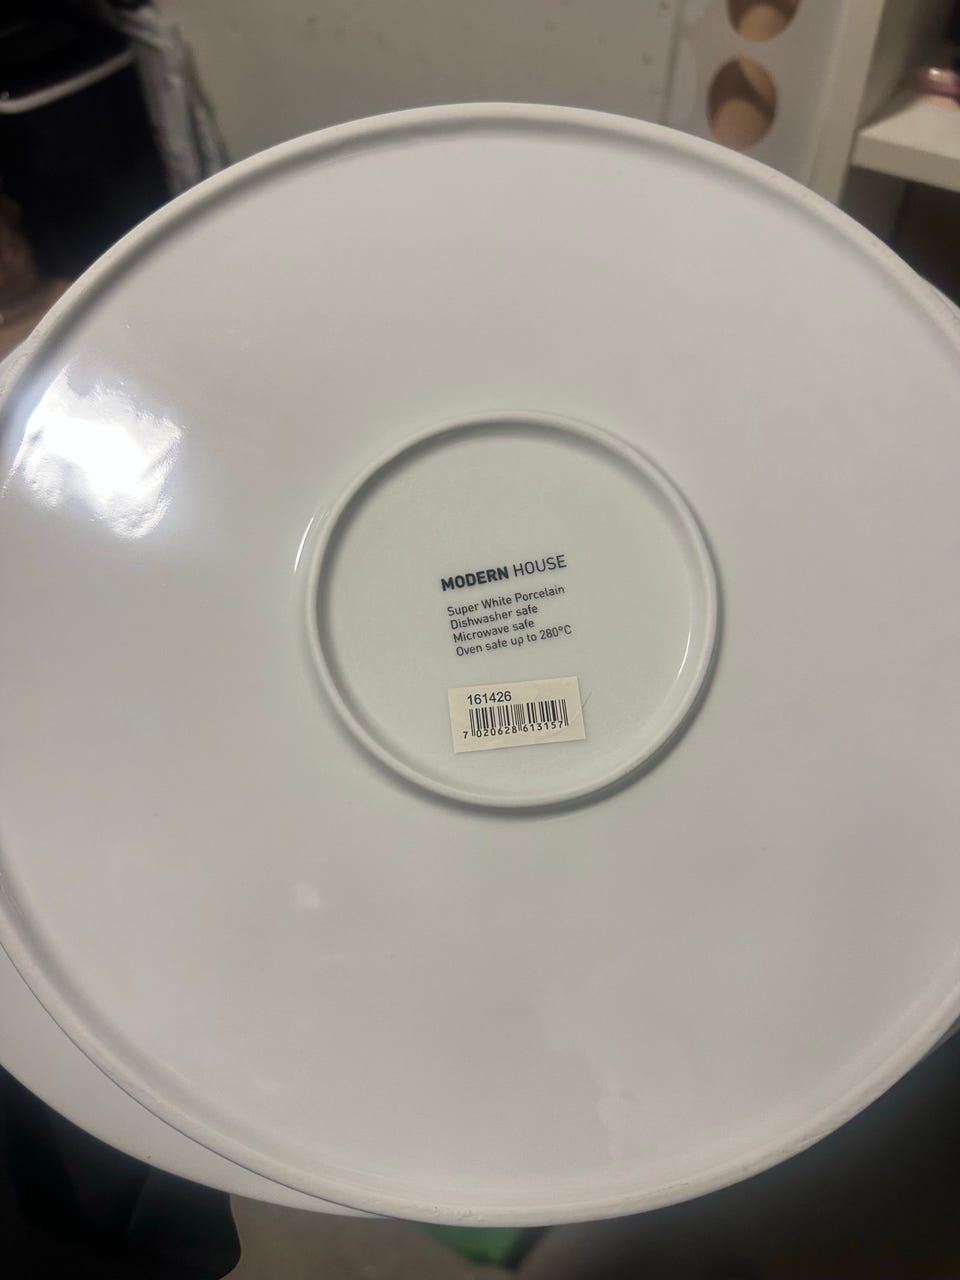 MODERN HOUSE
Super White Porcelain
Dishwasher safe
Microwave safe
Oven safe up to 280°C
161426
7 020628 613157